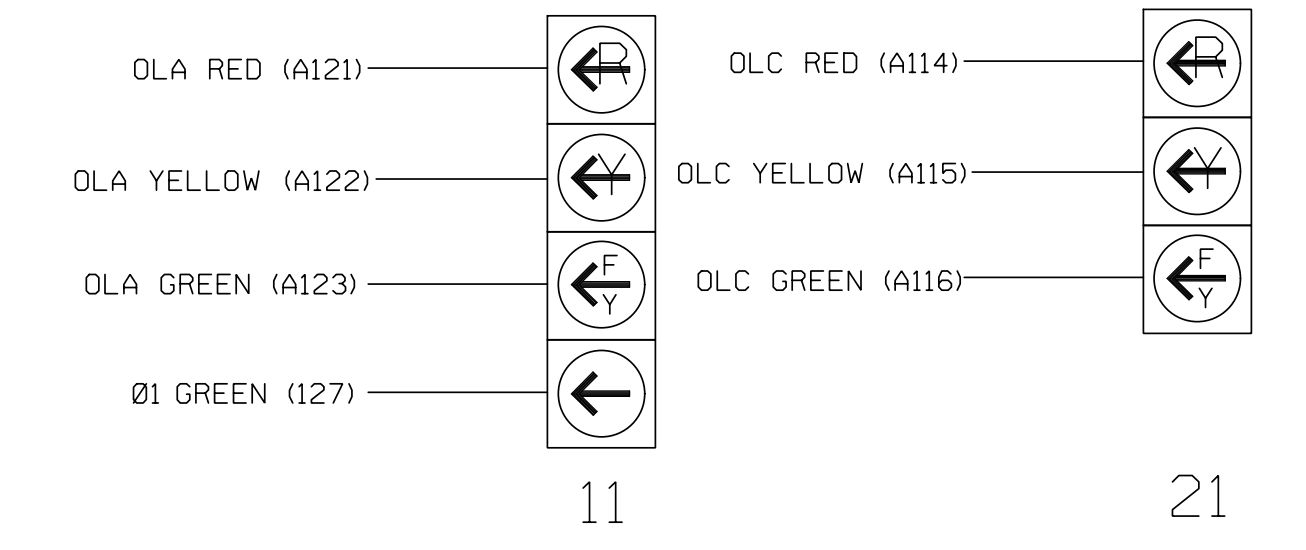 OLA RED (A121)
R
OLA YELLOW (A122)
Y
OLA GREEN (A123)
F
Y
Ø1 GREEN (127)
11
OLC RED (A114)
R
OLC YELLOW (A115)
Y
OLC GREEN (A116)
F
Y
21